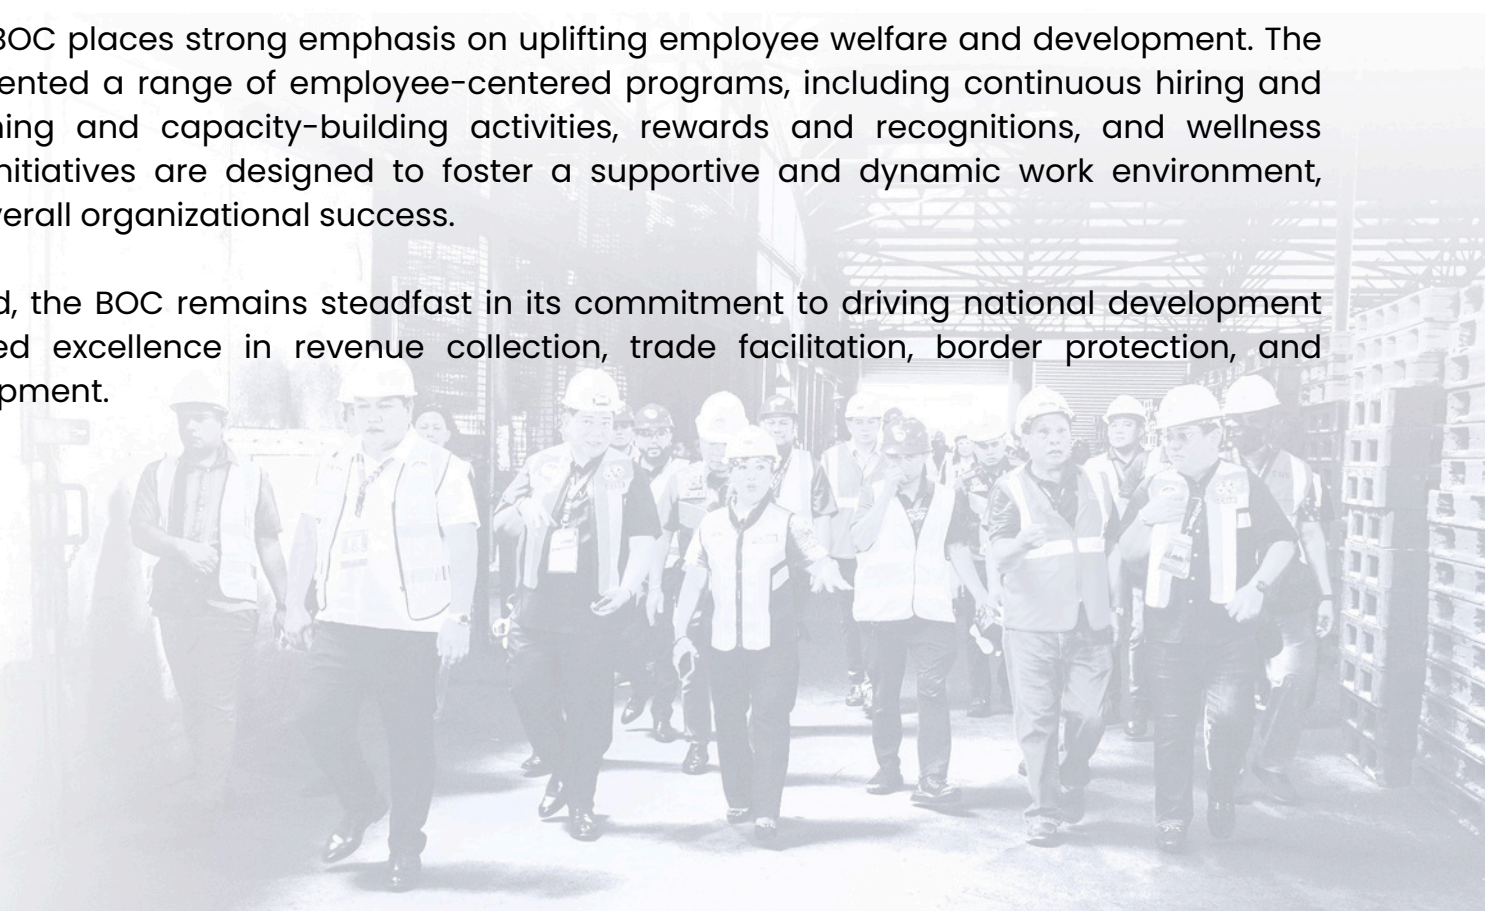 BOC places strong emphasis on uplifting employee welfare and development. The
ented a range of employee-centered programs, including continuous hiring and
ning and capacity-building activities, rewards and recognitions, and wellness
nitiatives are designed to foster a supportive and dynamic work environment,
verall organizational success.
d, the BOC remains steadfast in its commitment to driving national development
ed excellence in revenue collection, trade facilitation, border protection, and
pment.